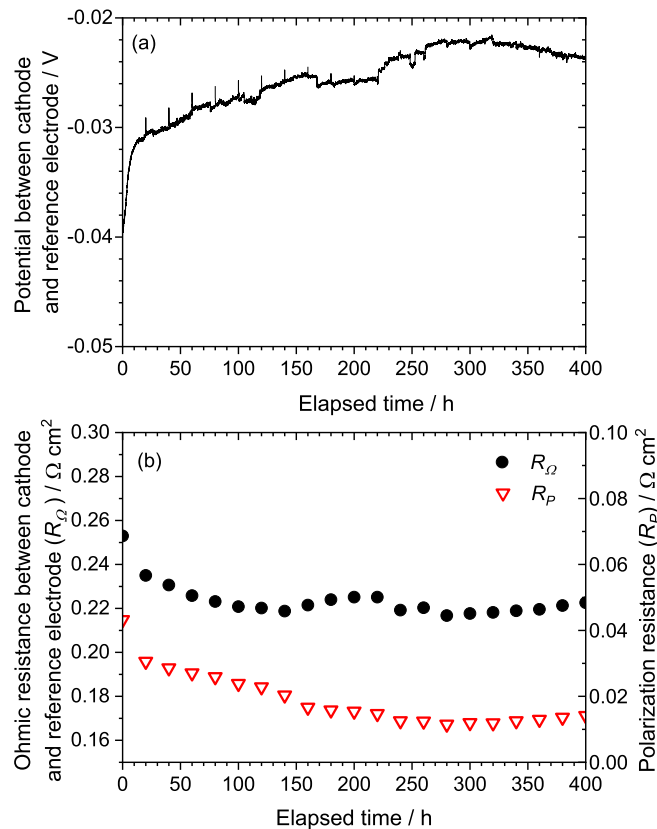 (a)
Potential between cathode
and reference electrode / V
-0.02
-0.03
-0.04
-0.05
0 50 100 150 200 250 300 350 400
Elapsed time / h
(b)
Ohmic resistance between cathode
and reference electrode (R_Ω) / Ω cm²
0.30
0.28
0.26
0.24
0.22
0.20
0.18
0.16
R_Ω
R_P
0.10
0.08
0.06
0.04
0.02
0.00
Polarization resistance (R_P) / Ω cm²
0 50 100 150 200 250 300 350 400
Elapsed time / h